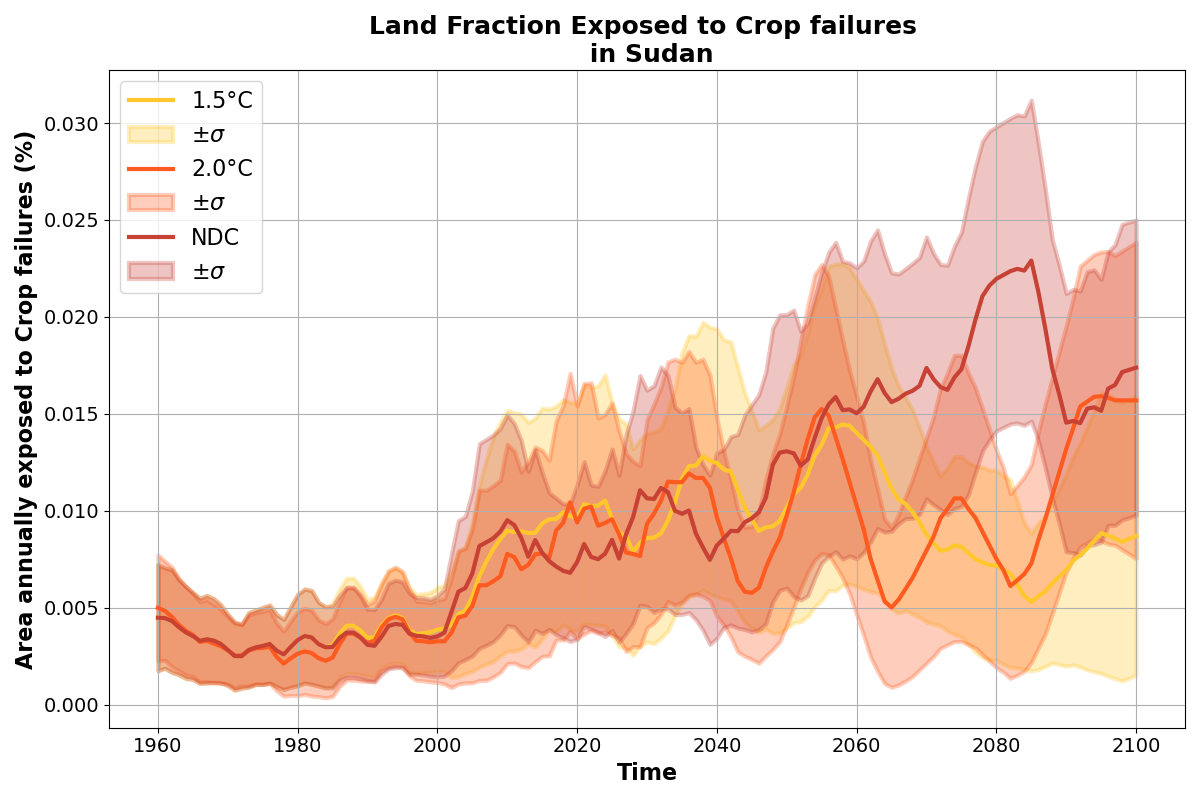 Land Fraction Exposed to Crop failures
in Sudan
1.5°C
±σ
2.0°C
±σ
NDC
±σ
Area annually exposed to Crop failures (%)
0.030
0.025
0.020
0.015
0.010
0.005
0.000
1960
1980
2000
2020
2040
2060
2080
2100
Time